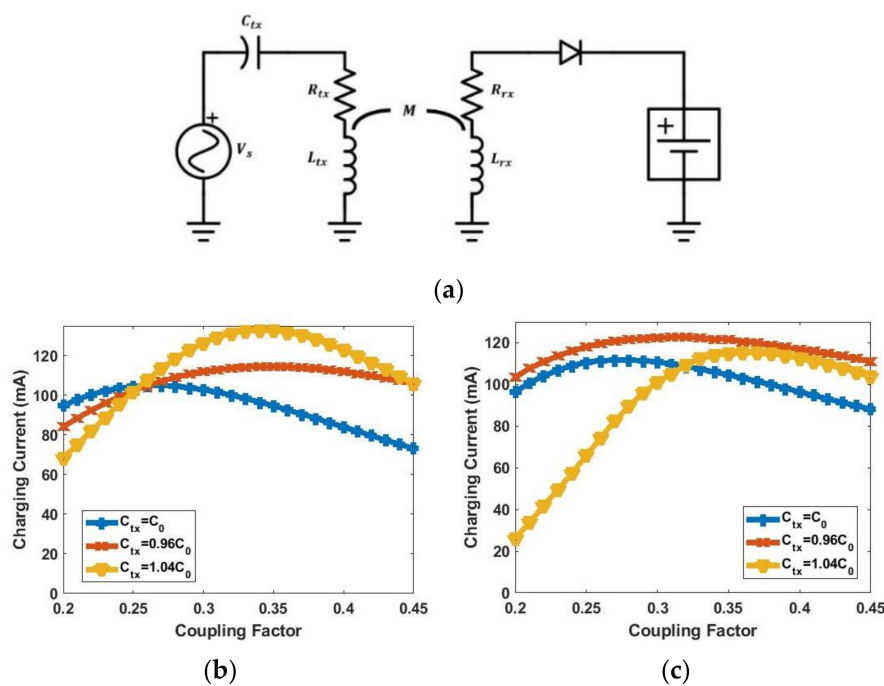 C_tx
R_tx
M
R_rx
+
V_s
L_tx
L_rx
+
(a)
120
100
80
60
40
20
0
Charging Current (mA)
C_tx=C_0
C_tx=0.96C_0
C_tx=1.04C_0
0.2 0.25 0.3 0.35 0.4 0.45
Coupling Factor
(b)
120
100
80
60
40
20
0
Charging Current (mA)
C_tx=C_0
C_tx=0.96C_0
C_tx=1.04C_0
0.2 0.25 0.3 0.35 0.4 0.45
Coupling Factor
(c)